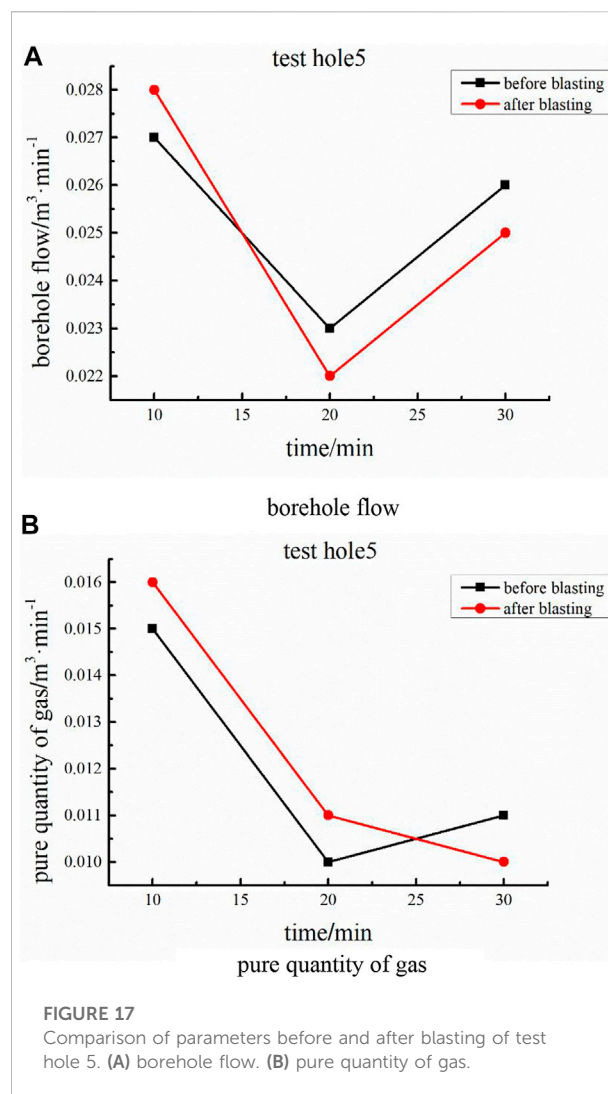 A
test hole5
before blasting
after blasting
0.028
0.027
0.026
0.025
0.024
0.023
0.022
borehole flow/m³·min⁻¹
10 15 20 25 30
time/min
borehole flow
B
test hole5
before blasting
after blasting
0.016
0.015
0.014
0.013
0.012
0.011
0.010
pure quantity of gas/m³·min⁻¹
10 15 20 25 30
time/min
pure quantity of gas
FIGURE 17
Comparison of parameters before and after blasting of test
hole 5. (A) borehole flow. (B) pure quantity of gas.